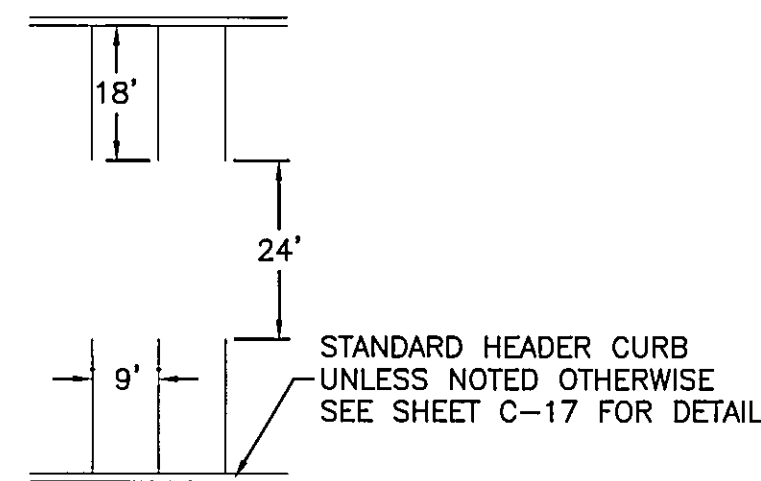 18'
24'
9'
STANDARD HEADER CURB
UNLESS NOTED OTHERWISE
SEE SHEET C-17 FOR DETAIL